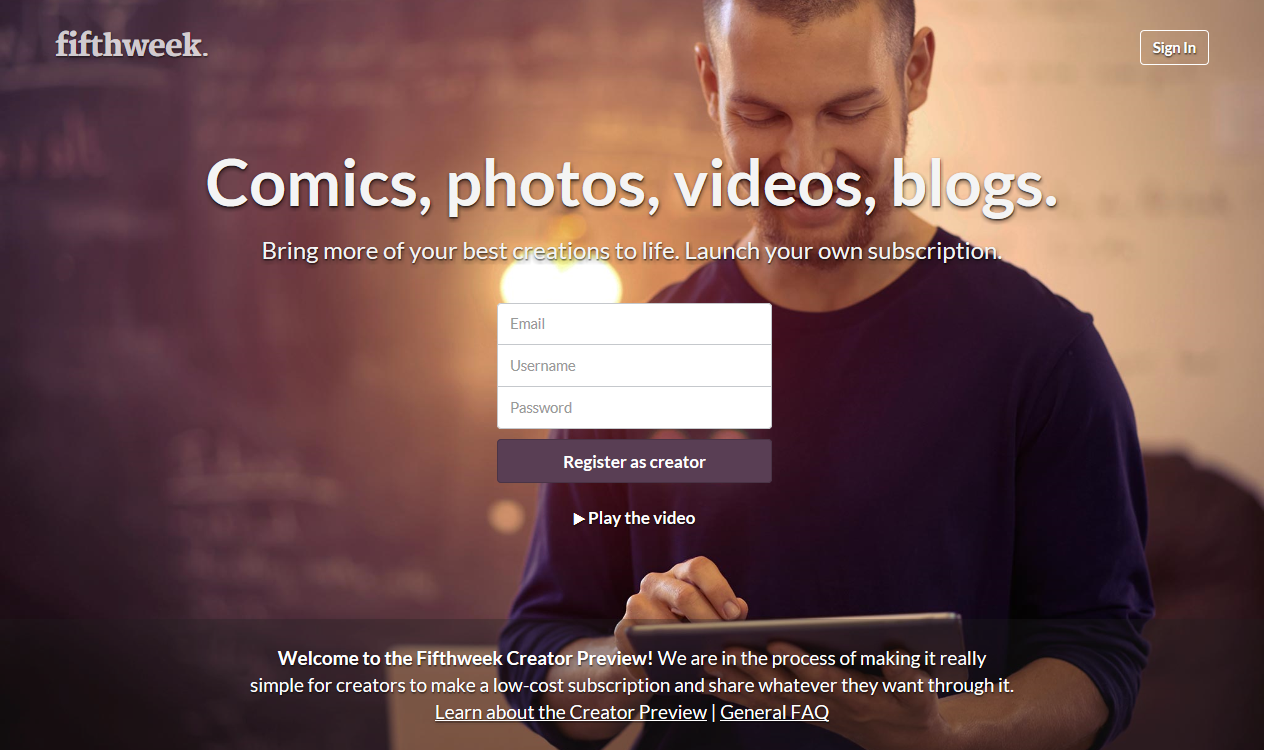 fifthweek.
Sign In
Comics, photos, videos, blogs.
Bring more of your best creations to life. Launch your own subscription.
Email
Username
Password
Register as creator
Play the video
Welcome to the Fifthweek Creator Preview! We are in the process of making it really
simple for creators to make a low-cost subscription and share whatever they want through it.
Learn about the Creator Preview | General FAQ